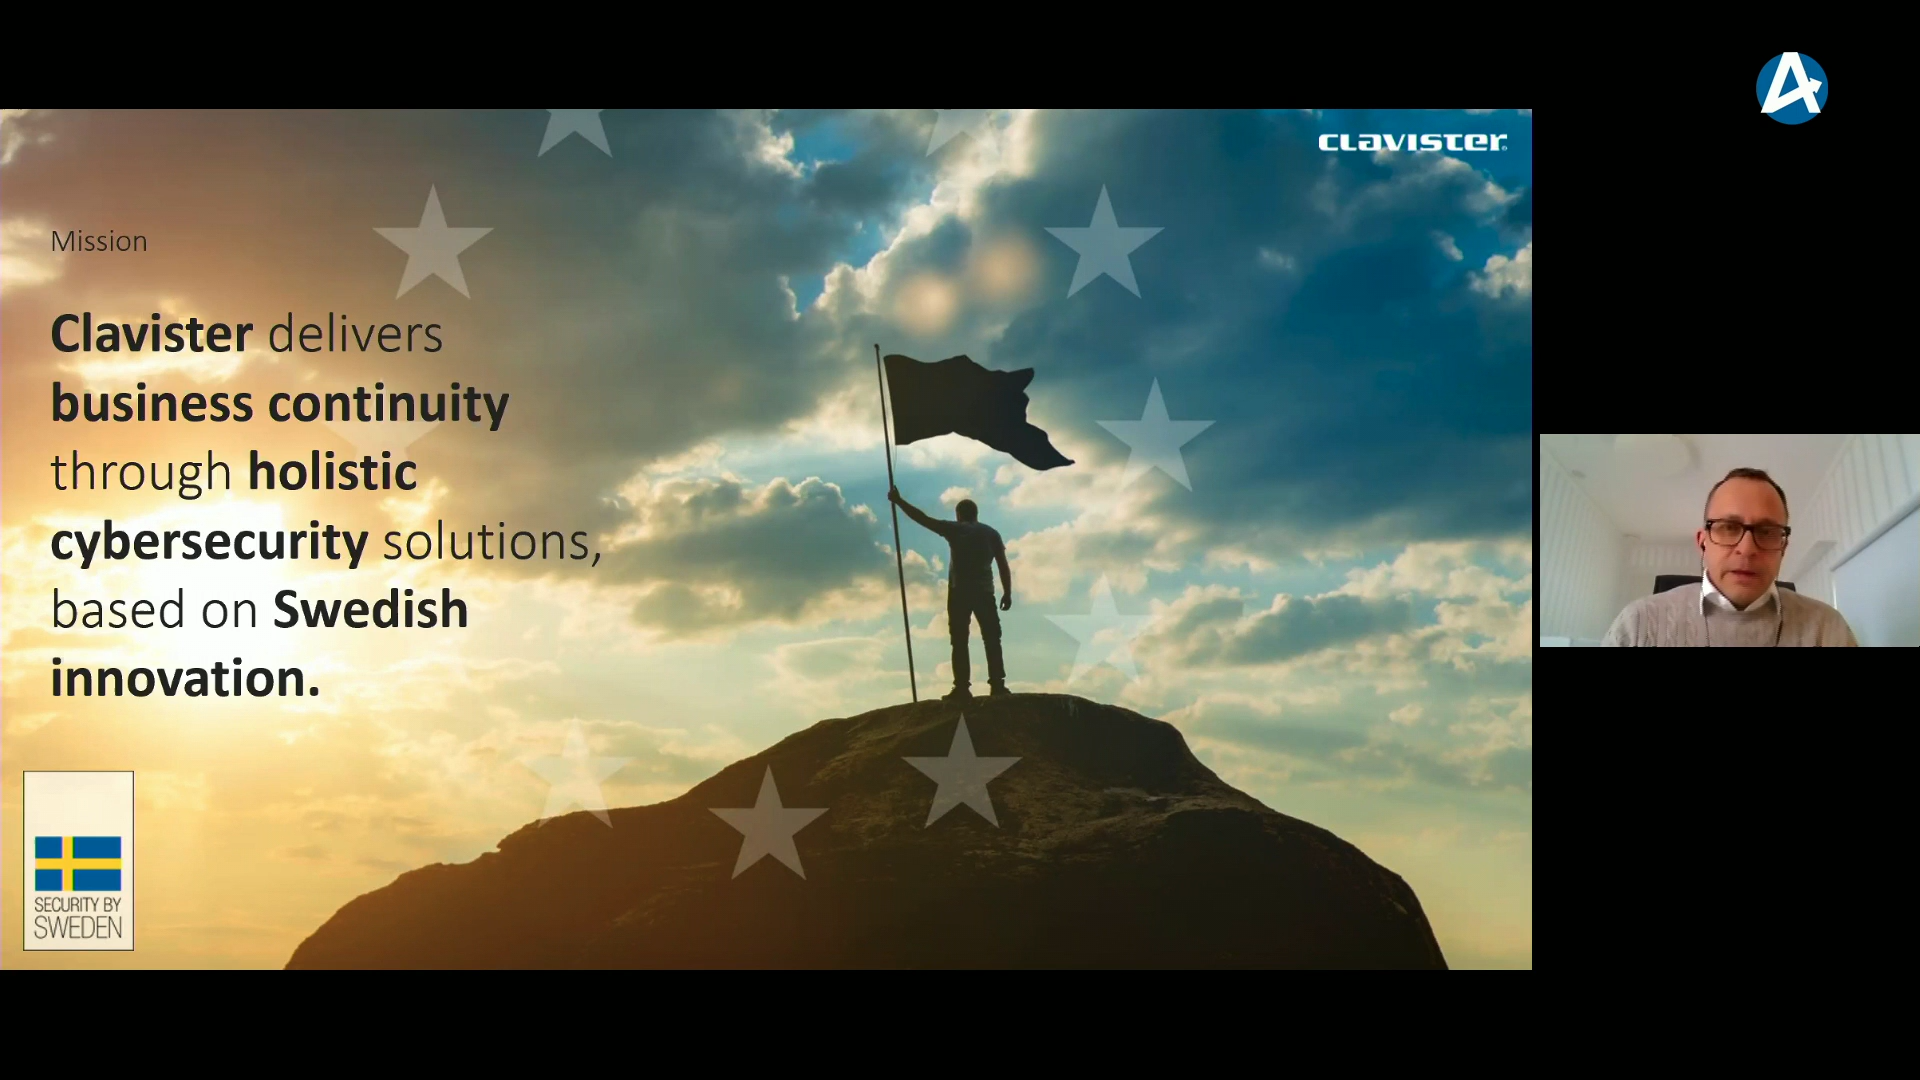 CLAVISTER
Mission
Clavister delivers
business continuity
through holistic
cybersecurity solutions,
based on Swedish
innovation.
SECURITY BY
SWEDEN